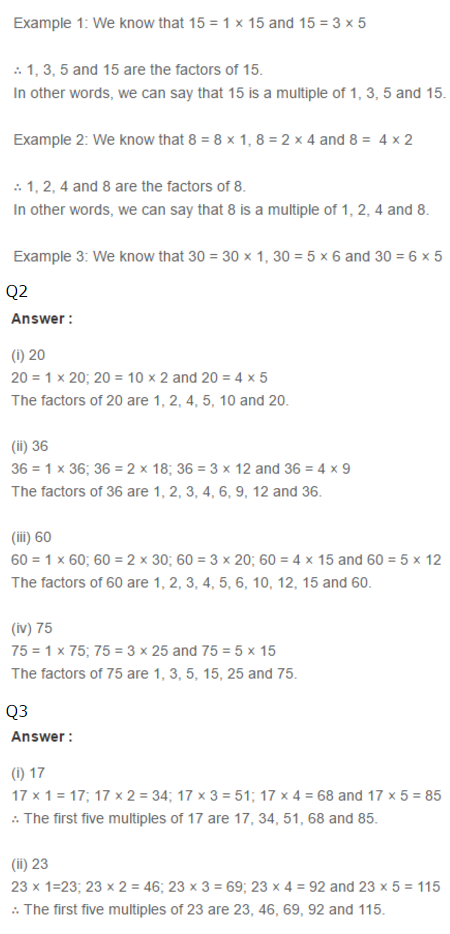 Example 1: We know that 15 = 1 × 15 and 15 = 3 × 5
∴ 1, 3, 5 and 15 are the factors of 15.
In other words, we can say that 15 is a multiple of 1, 3, 5 and 15.
Example 2: We know that 8 = 8 × 1, 8 = 2 × 4 and 8 = 4 × 2
∴ 1, 2, 4 and 8 are the factors of 8.
In other words, we can say that 8 is a multiple of 1, 2, 4 and 8.
Example 3: We know that 30 = 30 × 1, 30 = 5 × 6 and 30 = 6 × 5
Q2
Answer :
(i) 20
20 = 1 × 20; 20 = 10 × 2 and 20 = 4 × 5
The factors of 20 are 1, 2, 4, 5, 10 and 20.
(ii) 36
36 = 1 × 36; 36 = 2 × 18; 36 = 3 × 12 and 36 = 4 × 9
The factors of 36 are 1, 2, 3, 4, 6, 9, 12 and 36.
(iii) 60
60 = 1 × 60; 60 = 2 × 30; 60 = 3 × 20; 60 = 4 × 15 and 60 = 5 × 12
The factors of 60 are 1, 2, 3, 4, 5, 6, 10, 12, 15 and 60.
(iv) 75
75 = 1 × 75; 75 = 3 × 25 and 75 = 5 × 15
The factors of 75 are 1, 3, 5, 15, 25 and 75.
Q3
Answer :
(i) 17
17 × 1 = 17; 17 × 2 = 34; 17 × 3 = 51; 17 × 4 = 68 and 17 × 5 = 85
∴ The first five multiples of 17 are 17, 34, 51, 68 and 85.
(ii) 23
23 × 1=23; 23 × 2 = 46; 23 × 3 = 69; 23 × 4 = 92 and 23 × 5 = 115
∴ The first five multiples of 23 are 23, 46, 69, 92 and 115.